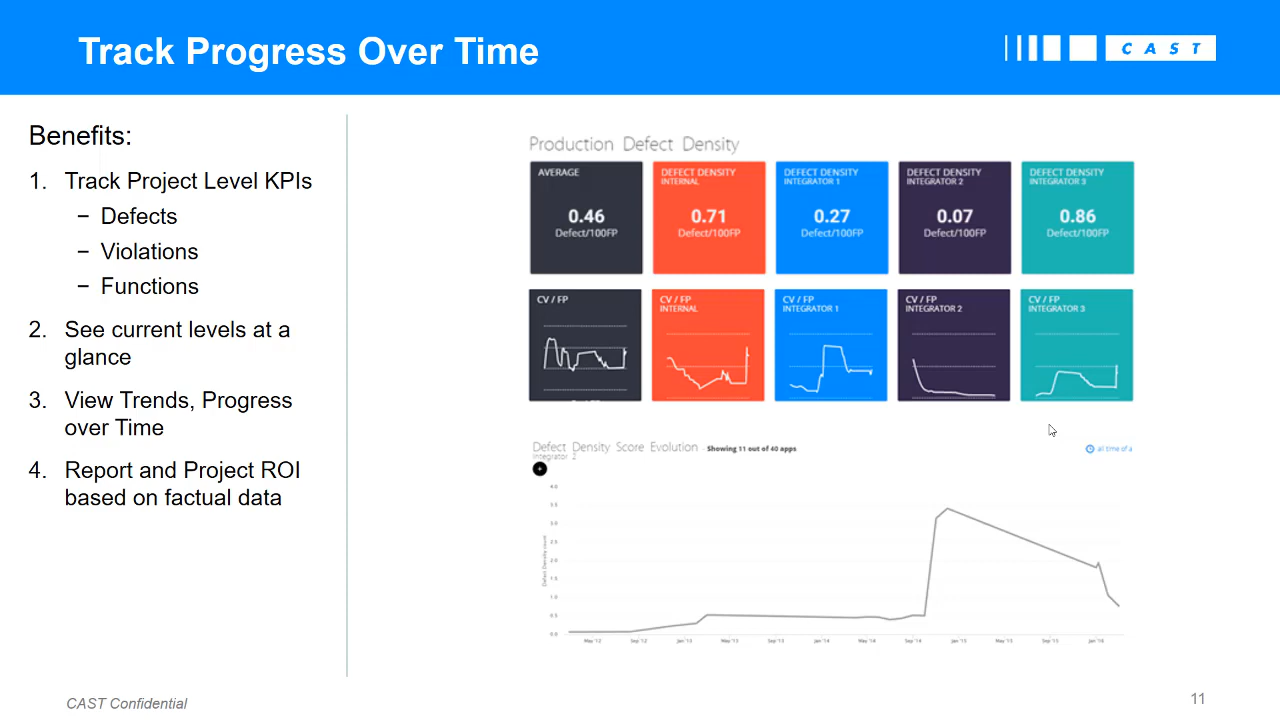 Track Progress Over Time
CAST
Benefits:
1. Track Project Level KPIs
− Defects
− Violations
− Functions
2. See current levels at a
glance
3. View Trends, Progress
over Time
4. Report and Project ROI
based on factual data
Production Defect Density
AVERAGE
0.46
Defect/100FP
DEFECT DENSITY
INTERNAL
0.71
Defect/100FP
DEFECT DENSITY
INTEGRATOR 1
0.27
Defect/100FP
DEFECT DENSITY
INTEGRATOR 2
0.07
Defect/100FP
DEFECT DENSITY
INTEGRATOR 3
0.86
Defect/100FP
CV / FP
CV / FP
INTERNAL
CV / FP
INTEGRATOR 1
CV / FP
INTEGRATOR 2
CV / FP
INTEGRATOR 3
Defect Density Score Evolution - Showing 11 out of 40 apps
Integrator 2
all time of a
4.0
3.5
3.0
2.5
2.0
1.5
1.0
0.5
0.0
Defect Density count
May '12 Sep '12 Jan '13 May '13 Sep '13 Jan '14 May '14 Sep '14 Jan '15 May '15 Sep '15 Jan '16
CAST Confidential
11